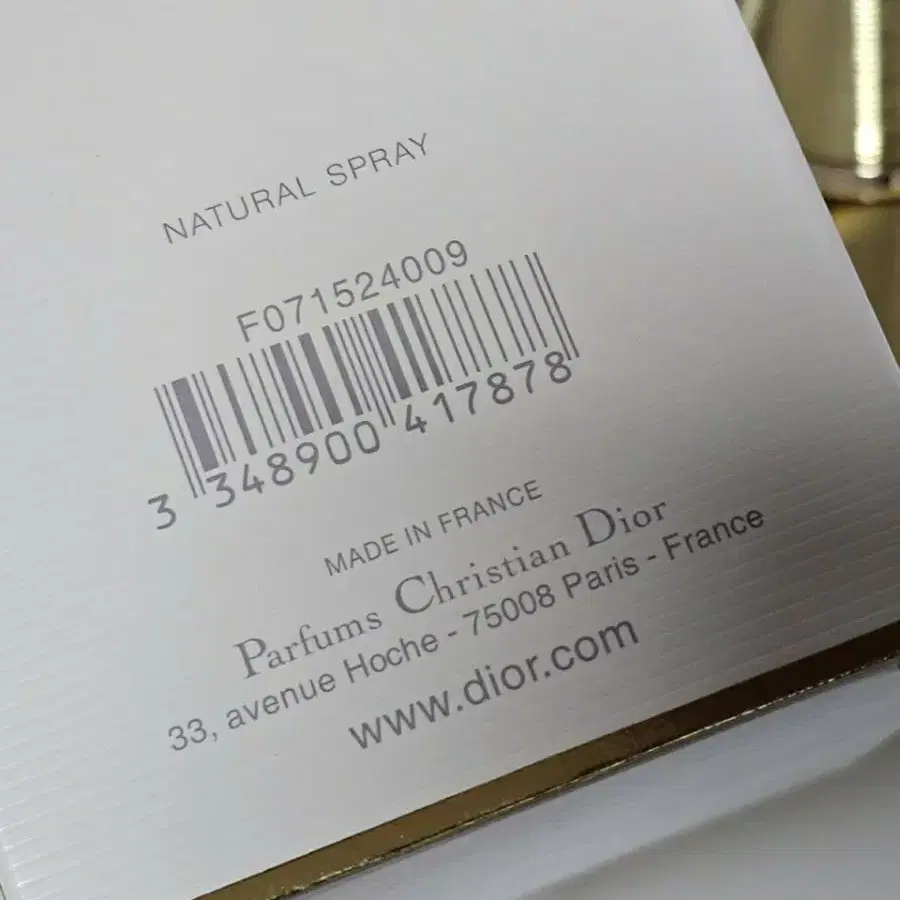 NATURAL SPRAY
F071524009
3 348900 417878
MADE IN FRANCE
Parfums Christian Dior
33, avenue Hoche - 75008 Paris - France
www.dior.com